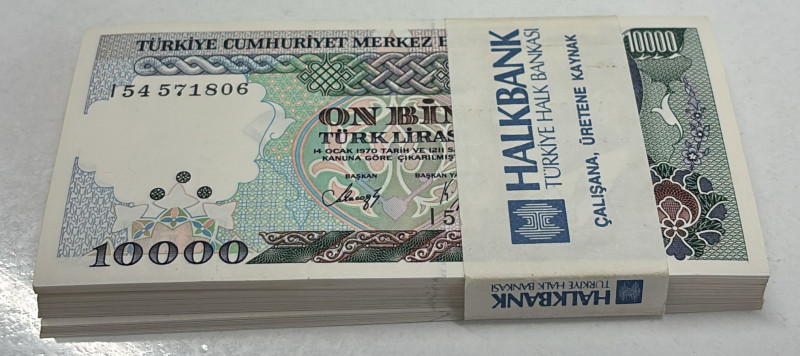 TÜRKİYE CUMHURİYET MERKEZ
10000
I54 571806
ON BİN
TÜRK LİRASI
14 OCAK 1970 TARİH VE 1211
KANUNA GÖRE ÇIKARILMIŞ
BAŞKAN BAŞKAN
10000
HALKBANK
TÜRKİYE HALK BANKASI
ÇALIŞANA, ÜRETENE KAYNAK
HALKBANK
TÜRKİYE HALK BANKASI